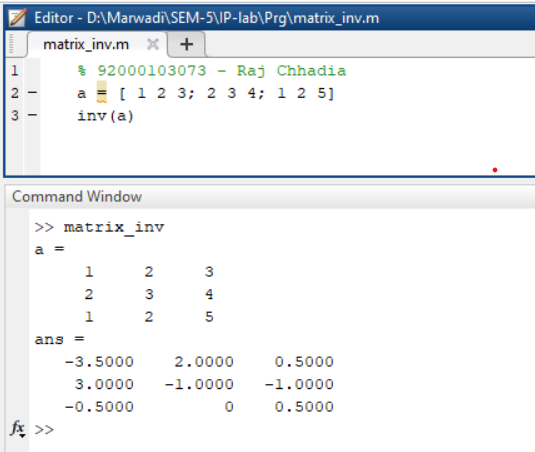 Editor - D:\Marwadi\SEM-5\IP-lab\Prg\matrix_inv.m
matrix_inv.m × +
1 % 92000103073 - Raj Chhadia
2 - a = [ 1 2 3; 2 3 4; 1 2 5]
3 - inv(a)
Command Window
>> matrix_inv
a =
1 2 3
2 3 4
1 2 5
ans =
-3.5000 2.0000 0.5000
3.0000 -1.0000 -1.0000
-0.5000 0 0.5000
fx >>